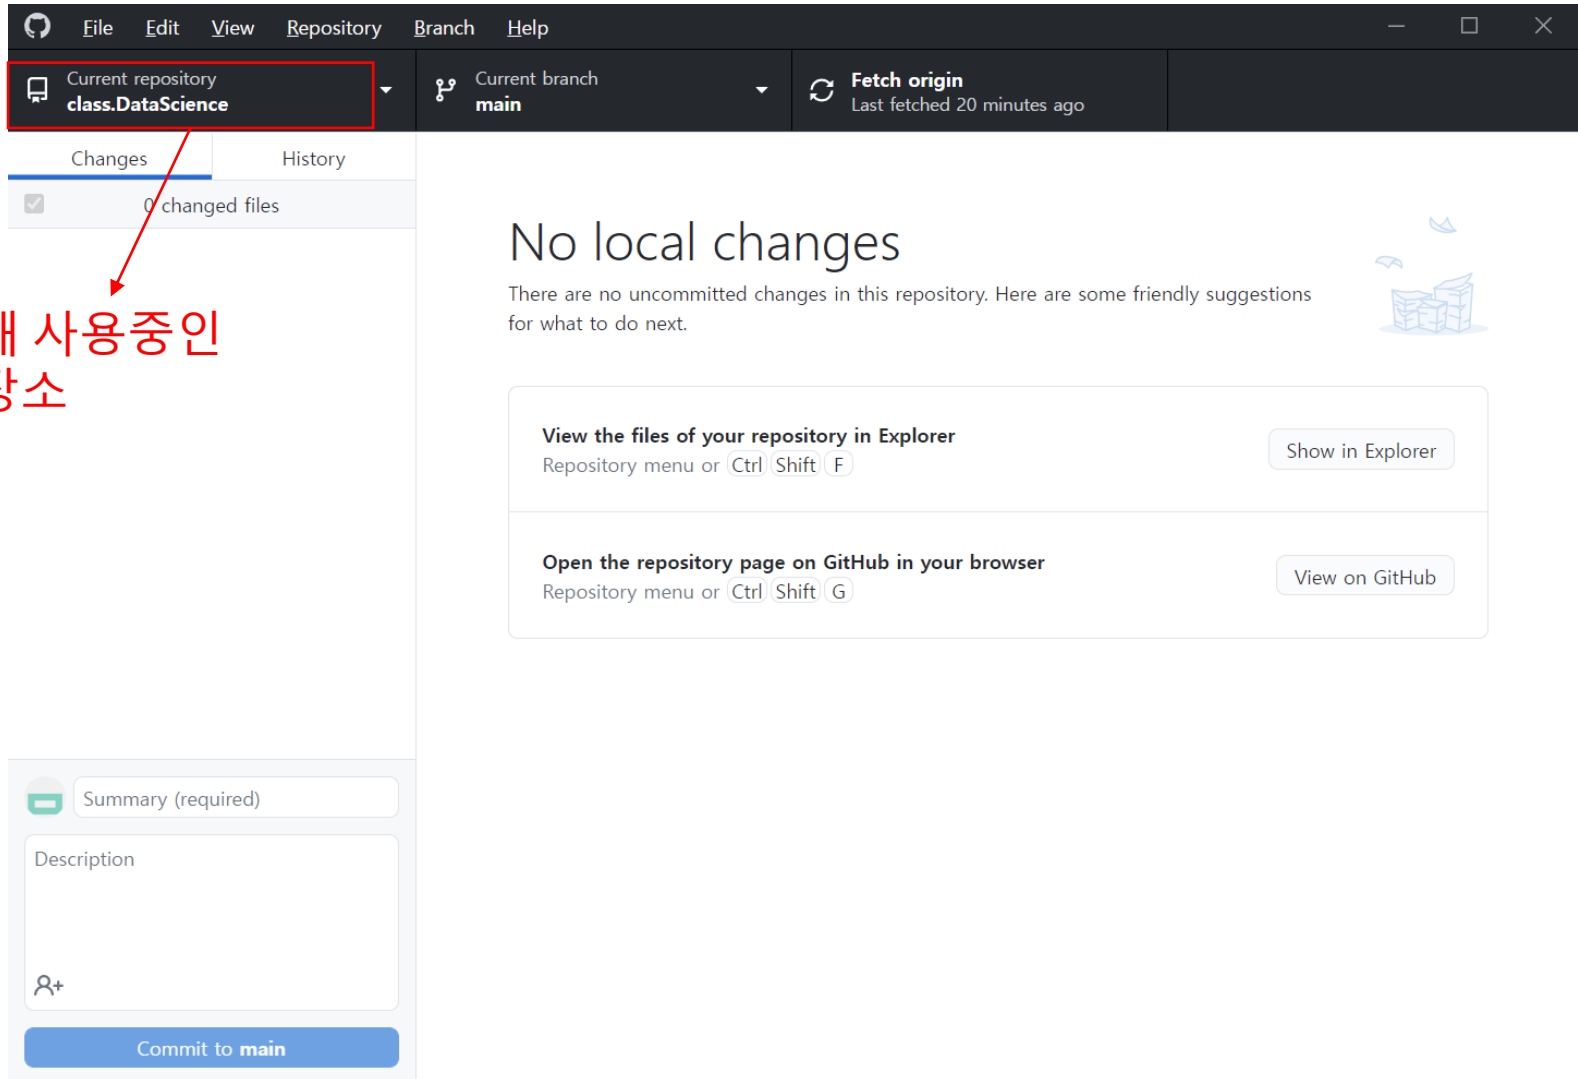 File Edit View Repository Branch Help
Current repository
class.DataScience
Current branch
main
Fetch origin
Last fetched 20 minutes ago
Changes History
0 changed files
사용중인
No local changes
There are no uncommitted changes in this repository. Here are some friendly suggestions
for what to do next.
View the files of your repository in Explorer
Repository menu or Ctrl Shift F
Show in Explorer
Open the repository page on GitHub in your browser
Repository menu or Ctrl Shift G
View on GitHub
Summary (required)
Description
Commit to main